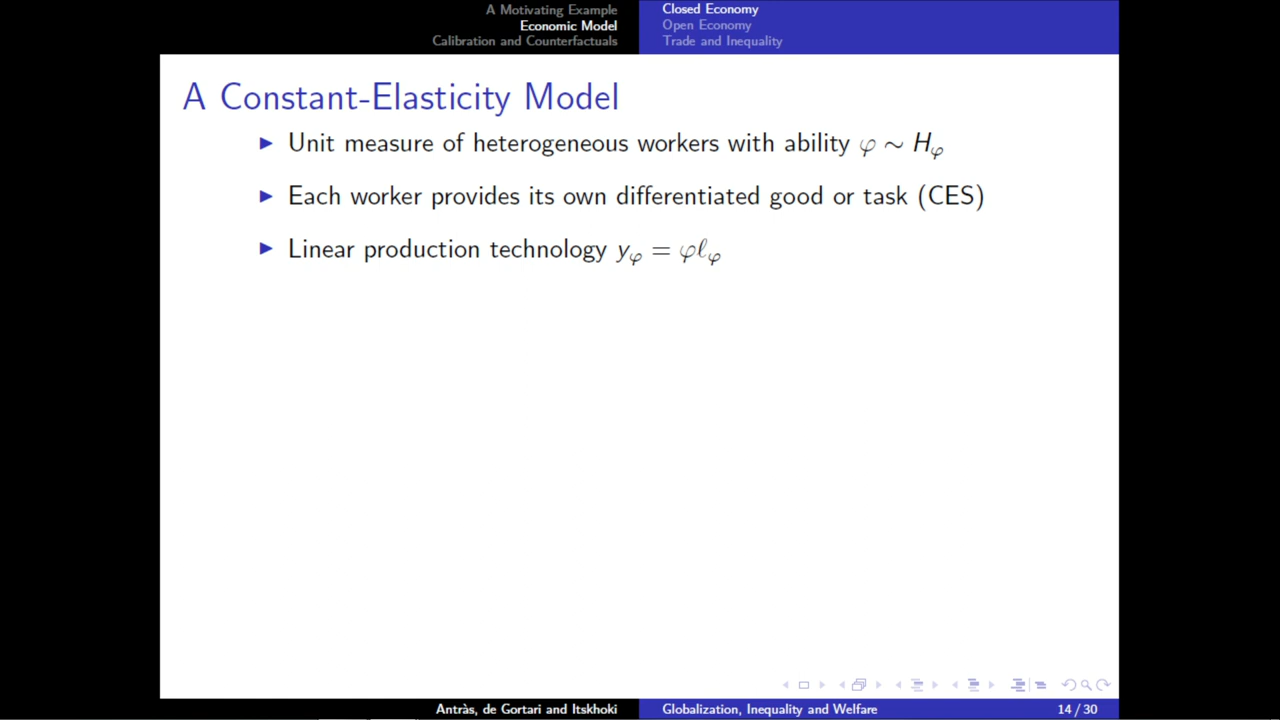 A Motivating Example
Economic Model
Calibration and Counterfactuals
Closed Economy
Open Economy
Trade and Inequality
A Constant-Elasticity Model
▶ Unit measure of heterogeneous workers with ability φ ∼ H_φ
▶ Each worker provides its own differentiated good or task (CES)
▶ Linear production technology y_φ = φℓ_φ
Antràs, de Gortari and Itskhoki
Globalization, Inequality and Welfare
14 / 30